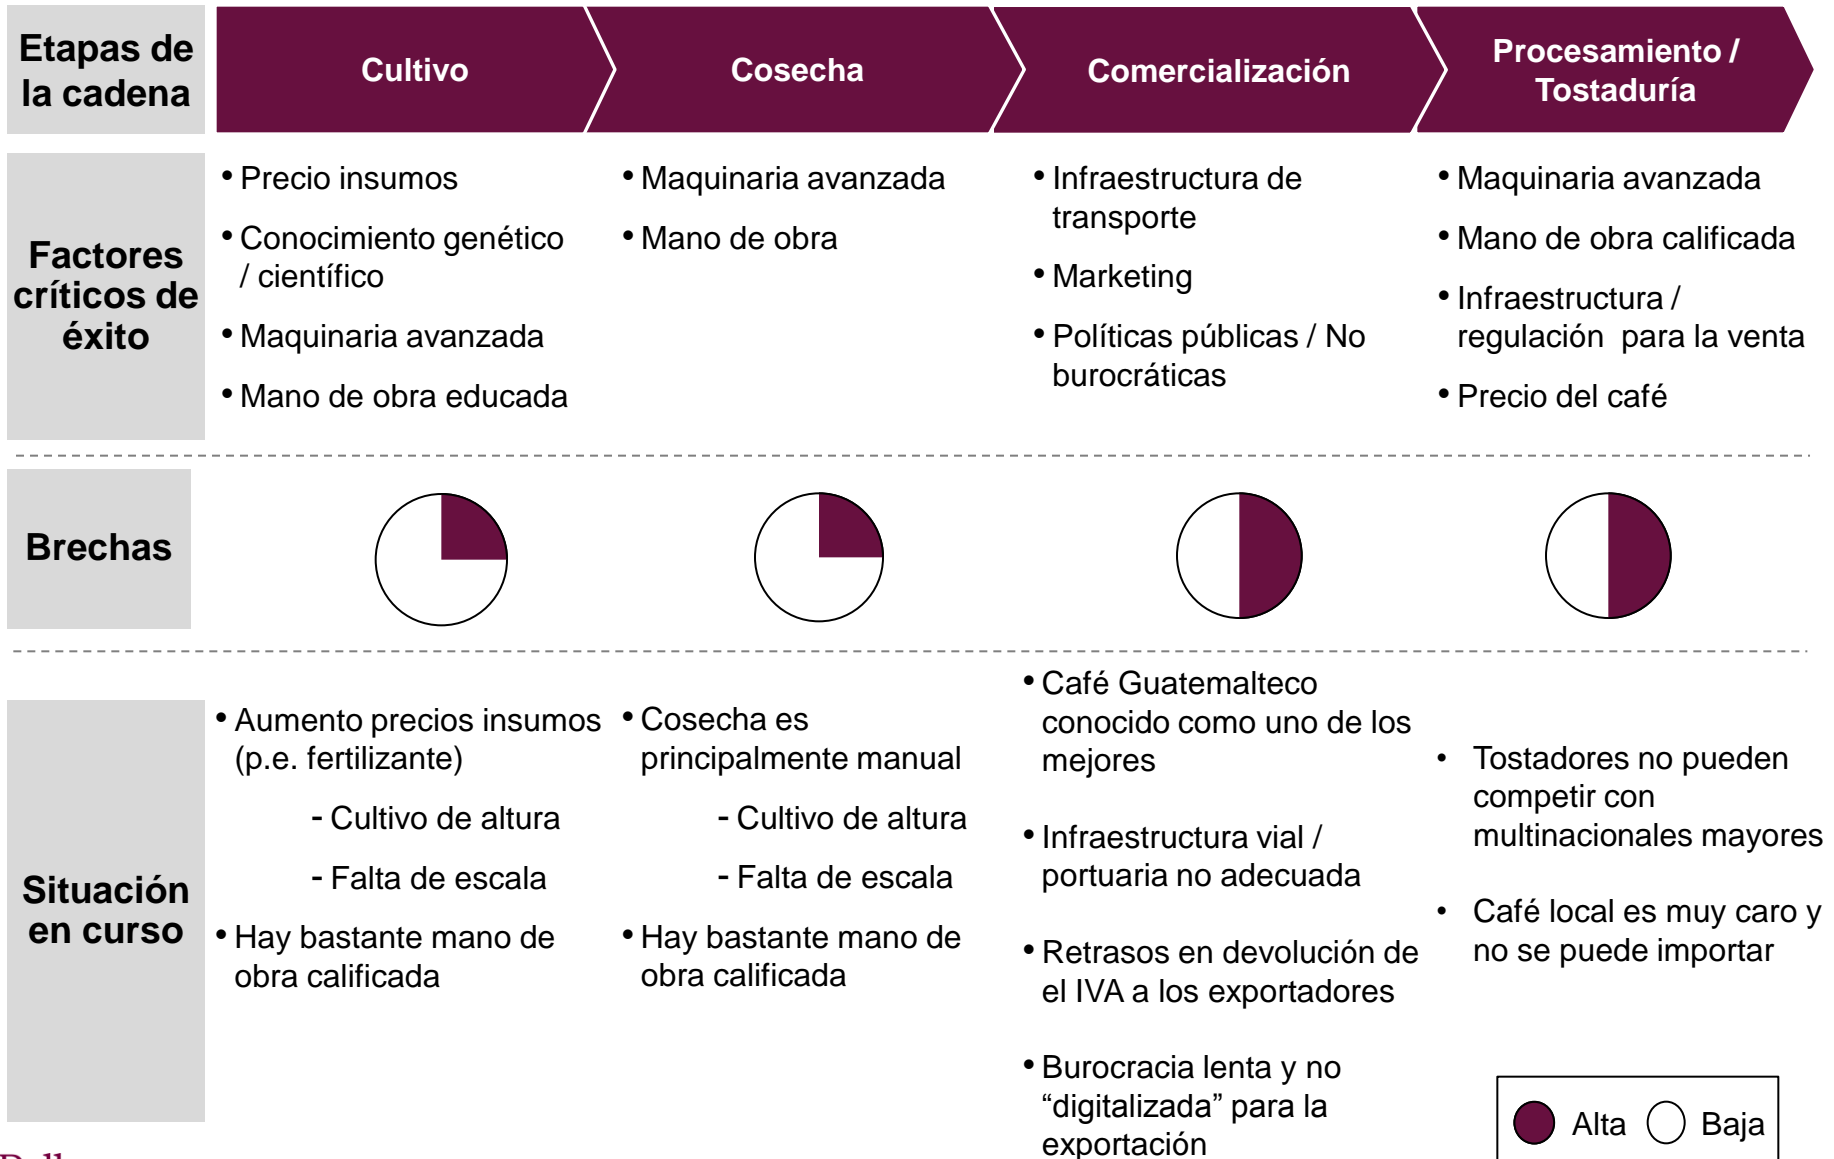 Etapas de
la cadena
Cultivo
Cosecha
Comercialización
Procesamiento /
Tostaduría
Factores
críticos de
éxito
• Precio insumos
• Conocimiento genético
/ científico
• Maquinaria avanzada
• Mano de obra educada
• Maquinaria avanzada
• Mano de obra
• Infraestructura de
transporte
• Marketing
• Políticas públicas / No
burocráticas
• Maquinaria avanzada
• Mano de obra calificada
• Infraestructura /
regulación para la venta
• Precio del café
Brechas
Situación
en curso
• Aumento precios insumos
(p.e. fertilizante)
- Cultivo de altura
- Falta de escala
• Hay bastante mano de
obra calificada
• Cosecha es
principalmente manual
- Cultivo de altura
- Falta de escala
• Hay bastante mano de
obra calificada
• Café Guatemalteco
conocido como uno de los
mejores
• Infraestructura vial /
portuaria no adecuada
• Retrasos en devolución de
el IVA a los exportadores
• Burocracia lenta y no
“digitalizada” para la
exportación
• Tostadores no pueden
competir con
multinacionales mayores
• Café local es muy caro y
no se puede importar
Alta
Baja